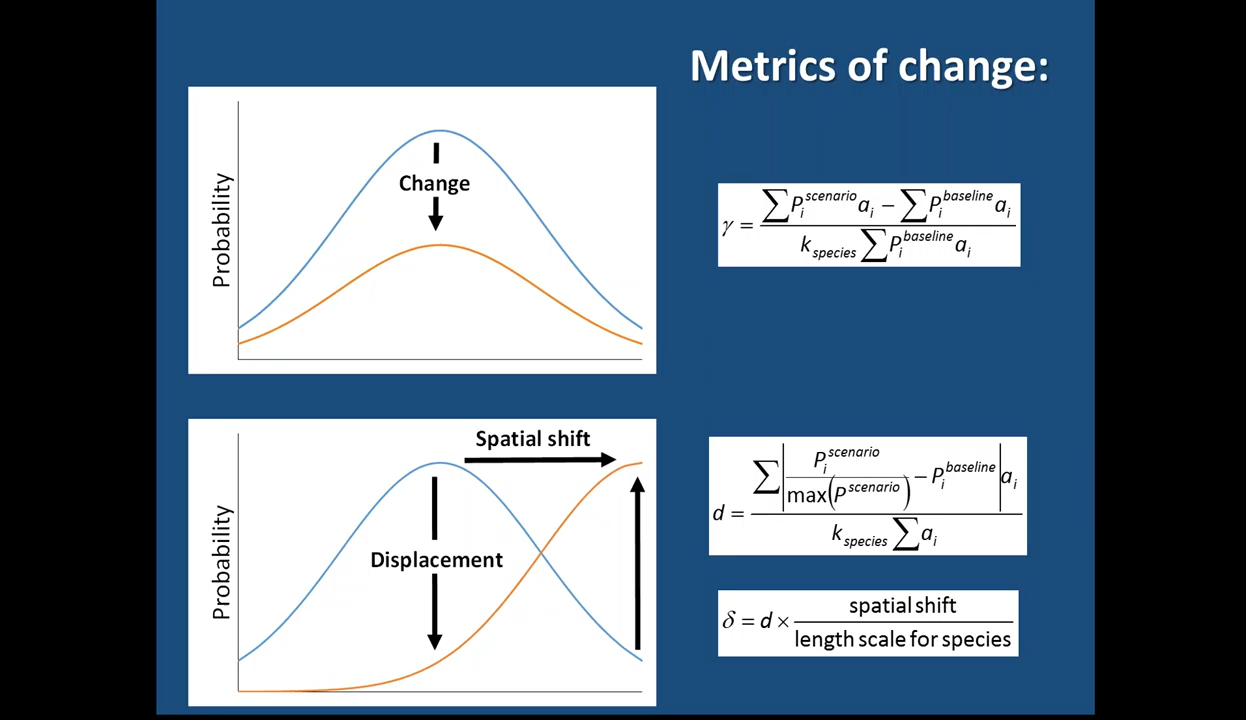 Metrics of change:
Probability
Change
γ = (∑ P_i^scenario a_i − ∑ P_i^baseline a_i) / (k_species ∑ P_i^baseline a_i)
Spatial shift
Probability
Displacement
d = (∑ | P_i^scenario / max(P^scenario) − P_i^baseline | a_i) / (k_species ∑ a_i)
δ = d × spatial shift / length scale for species